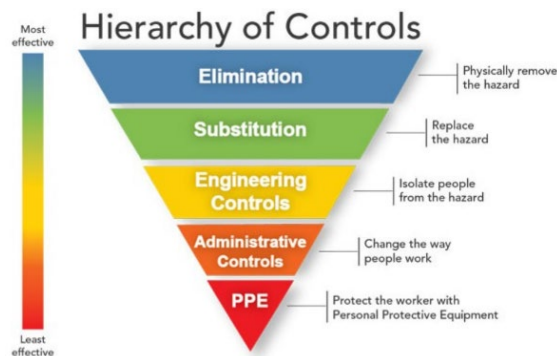 Hierarchy of Controls
Most
effective
Elimination
Physically remove
the hazard
Substitution
Replace
the hazard
Engineering
Controls
Isolate people
from the hazard
Administrative
Controls
Change the way
people work
PPE
Protect the worker with
Personal Protective Equipment
Least
effective